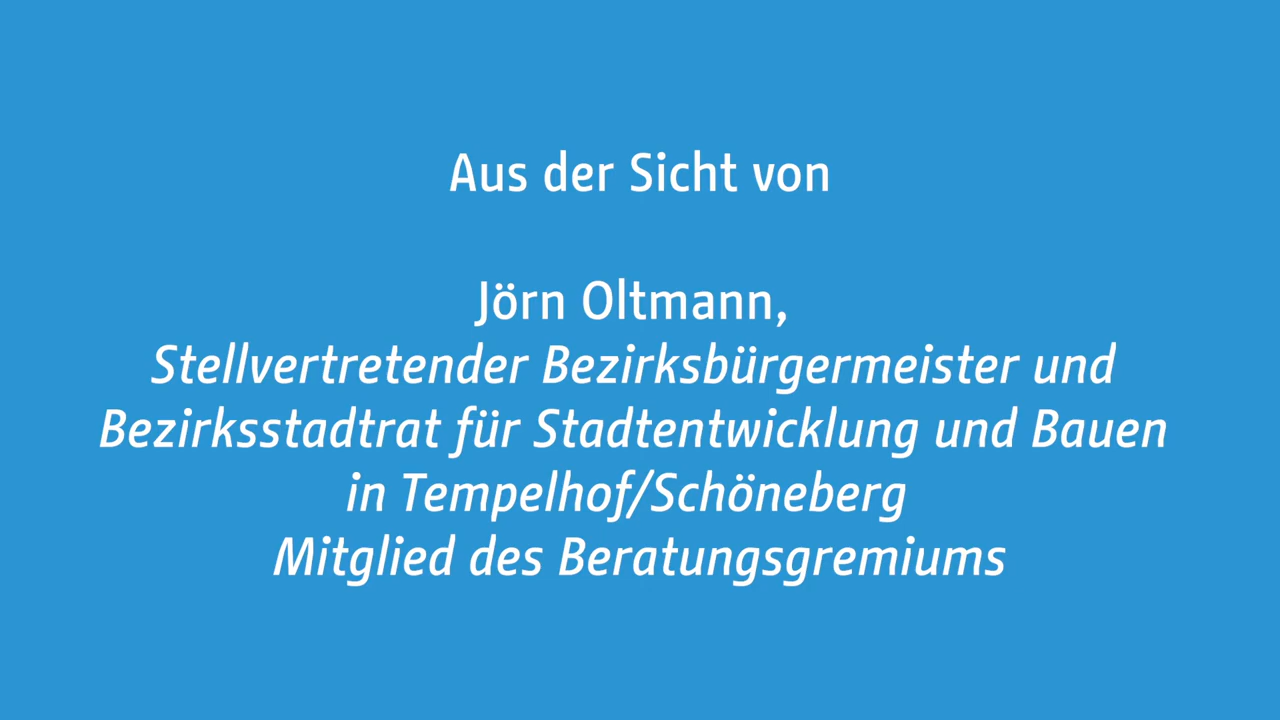 Aus der Sicht von
Jörn Oltmann,
Stellvertretender Bezirksbürgermeister und
Bezirksstadtrat für Stadtentwicklung und Bauen
in Tempelhof/Schöneberg
Mitglied des Beratungsgremiums